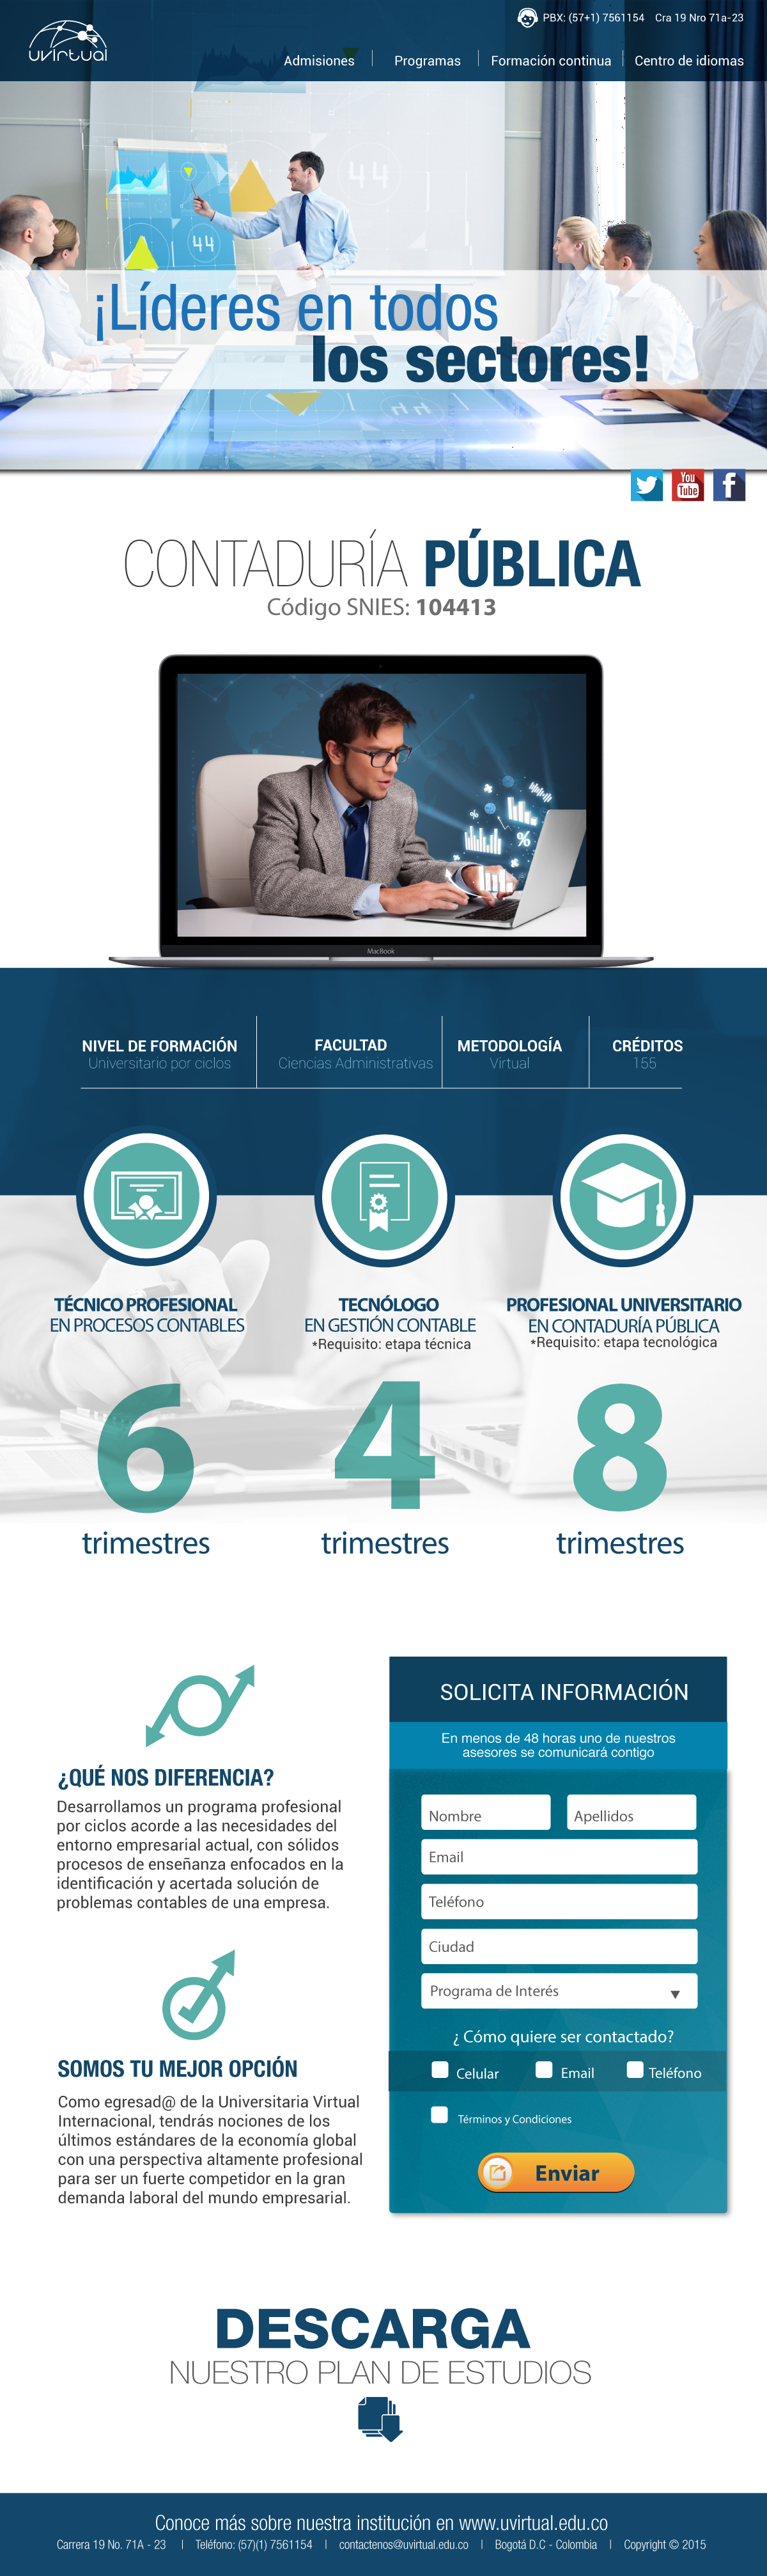 PBX: (57+1) 7561154 Cra 19 Nro 71a-23
uvirtual
Admisiones Programas Formación continua Centro de idiomas
44
44
44
¡Líderes en todos
los sectores!
You
Tube
CONTADURÍA PÚBLICA
Código SNIES: 104413
%
MacBook
NIVEL DE FORMACIÓN
Universitario por ciclos
FACULTAD
Ciencias Administrativas
METODOLOGÍA
Virtual
CRÉDITOS
155
TÉCNICO PROFESIONAL
EN PROCESOS CONTABLES
6
trimestres
TECNÓLOGO
EN GESTIÓN CONTABLE
*Requisito: etapa técnica
4
trimestres
PROFESIONAL UNIVERSITARIO
EN CONTADURÍA PÚBLICA
*Requisito: etapa tecnológica
8
trimestres
¿QUÉ NOS DIFERENCIA?
Desarrollamos un programa profesional
por ciclos acorde a las necesidades del
entorno empresarial actual, con sólidos
procesos de enseñanza enfocados en la
identificación y acertada solución de
problemas contables de una empresa.
SOMOS TU MEJOR OPCIÓN
Como egresad@ de la Universitaria Virtual
Internacional, tendrás nociones de los
últimos estándares de la economía global
con una perspectiva altamente profesional
para ser un fuerte competidor en la gran
demanda laboral del mundo empresarial.
SOLICITA INFORMACIÓN
En menos de 48 horas uno de nuestros
asesores se comunicará contigo
Nombre Apellidos
Email
Teléfono
Ciudad
Programa de Interés
¿ Cómo quiere ser contactado?
Celular Email Teléfono
Términos y Condiciones
Enviar
DESCARGA
NUESTRO PLAN DE ESTUDIOS
Conoce más sobre nuestra institución en www.uvirtual.edu.co
Carrera 19 No. 71A - 23 | Teléfono: (57)(1) 7561154 | contactenos@uvirtual.edu.co | Bogotá D.C - Colombia | Copyright © 2015